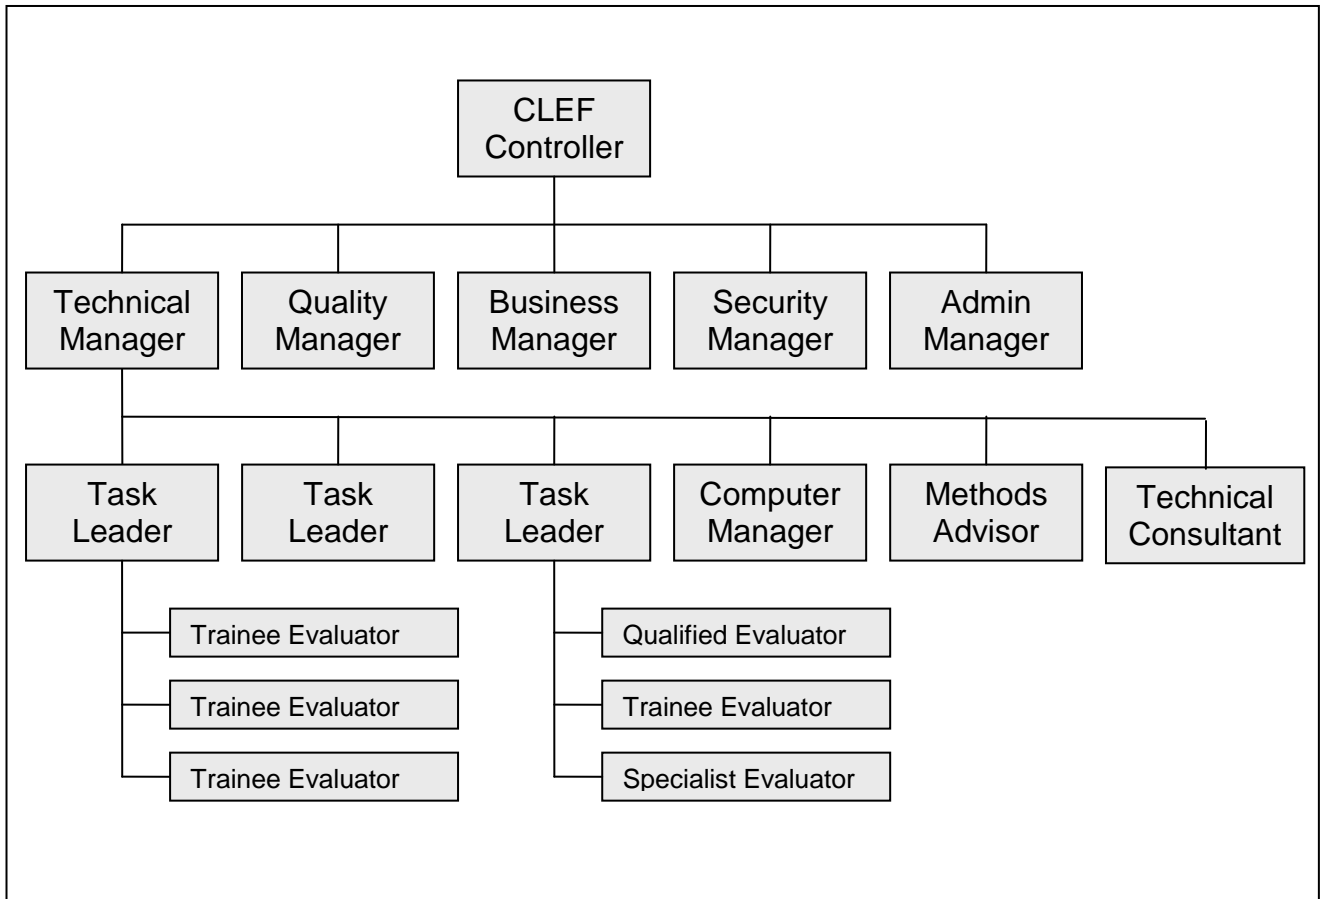 CLEF
Controller
Technical
Manager
Quality
Manager
Business
Manager
Security
Manager
Admin
Manager
Task
Leader
Task
Leader
Task
Leader
Computer
Manager
Methods
Advisor
Technical
Consultant
Trainee Evaluator
Trainee Evaluator
Trainee Evaluator
Qualified Evaluator
Trainee Evaluator
Specialist Evaluator